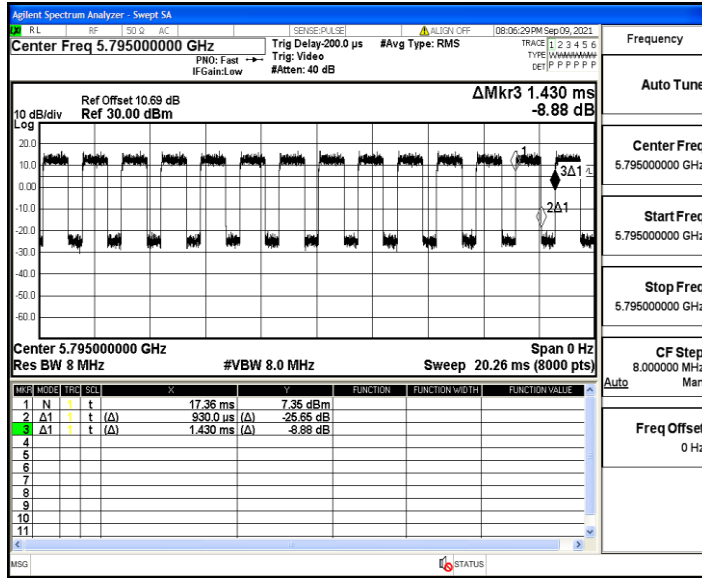 Agilent Spectrum Analyzer - Swept SA
RL RF 50 Ω AC SENSE:PULSE ALIGN OFF 08:06:29 PM Sep 09, 2021
Center Freq 5.795000000 GHz
PNO: Fast
IFGain:Low
Trig Delay-200.0 µs
Trig: Video
#Atten: 40 dB
#Avg Type: RMS
TRACE 1 2 3 4 5 6
TYPE WWWWWW
DET P P P P P P
Ref Offset 10.69 dB
10 dB/div Ref 30.00 dBm
Log
ΔMkr3 1.430 ms
-8.88 dB
20.0
10.0
0.00
-10.0
-20.0
-30.0
-40.0
-50.0
-60.0
1
3Δ1
2Δ1
Center 5.795000000 GHz Span 0 Hz
Res BW 8 MHz #VBW 8.0 MHz Sweep 20.26 ms (8000 pts)
MKR MODE TRC SCL X Y FUNCTION FUNCTION WIDTH FUNCTION VALUE
1 N 1 t 17.36 ms 7.35 dBm
2 Δ1 1 t (Δ) 930.0 µs (Δ) -25.65 dB
3 Δ1 1 t (Δ) 1.430 ms (Δ) -8.88 dB
4
5
6
7
8
9
10
11
MSG STATUS
Frequency
Auto Tune
Center Freq
5.795000000 GHz
Start Freq
5.795000000 GHz
Stop Freq
5.795000000 GHz
CF Step
8.000000 MHz
Auto Man
Freq Offset
0 Hz